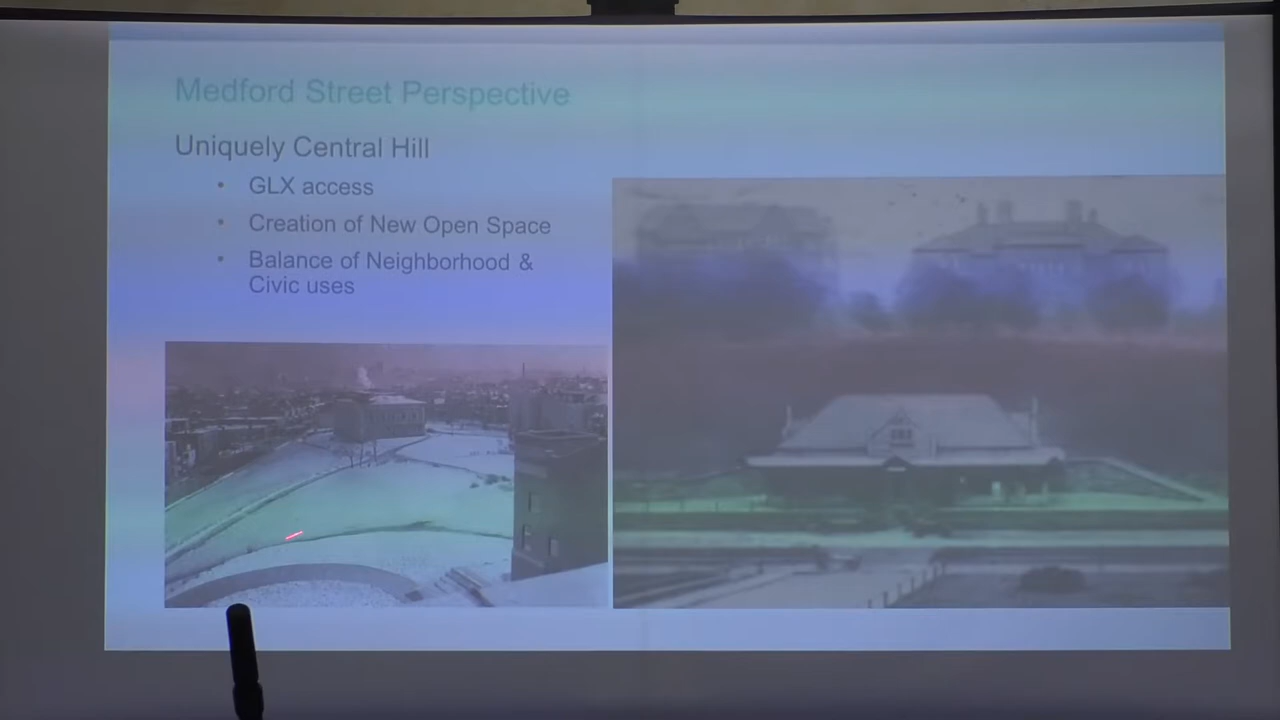 Medford Street Perspective
Uniquely Central Hill
• GLX access
• Creation of New Open Space
• Balance of Neighborhood &
Civic uses